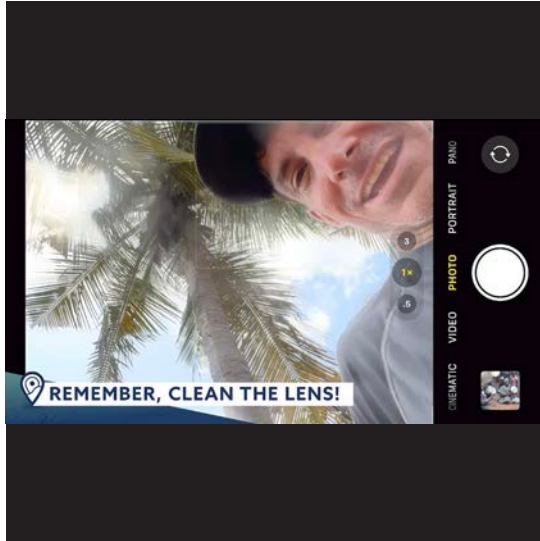 PANO
PORTRAIT
PHOTO
VIDEO
CINEMATIC
3
1×
.5
REMEMBER, CLEAN THE LENS!